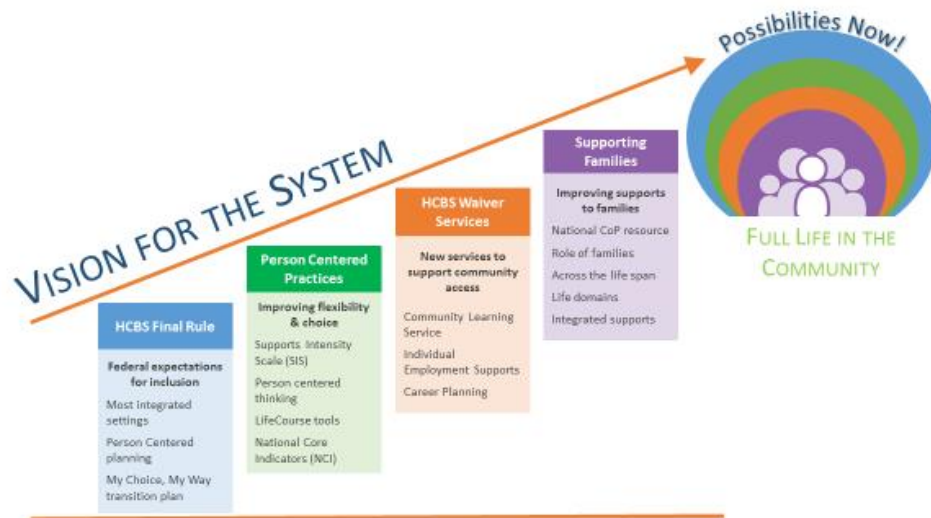 Possibilities Now!
FULL LIFE IN THE
COMMUNITY
VISION FOR THE SYSTEM
HCBS Final Rule
Federal expectations
for inclusion
Most integrated
settings
Person Centered
planning
My Choice, My Way
transition plan
Person Centered
Practices
Improving flexibility
& choice
Supports Intensity
Scale (SIS)
Person centered
thinking
LifeCourse tools
National Core
Indicators (NCI)
HCBS Waiver
Services
New services to
support community
access
Community Learning
Service
Individual
Employment Supports
Career Planning
Supporting
Families
Improving supports
to families
National CoP resource
Role of families
Across the life span
Life domains
Integrated supports